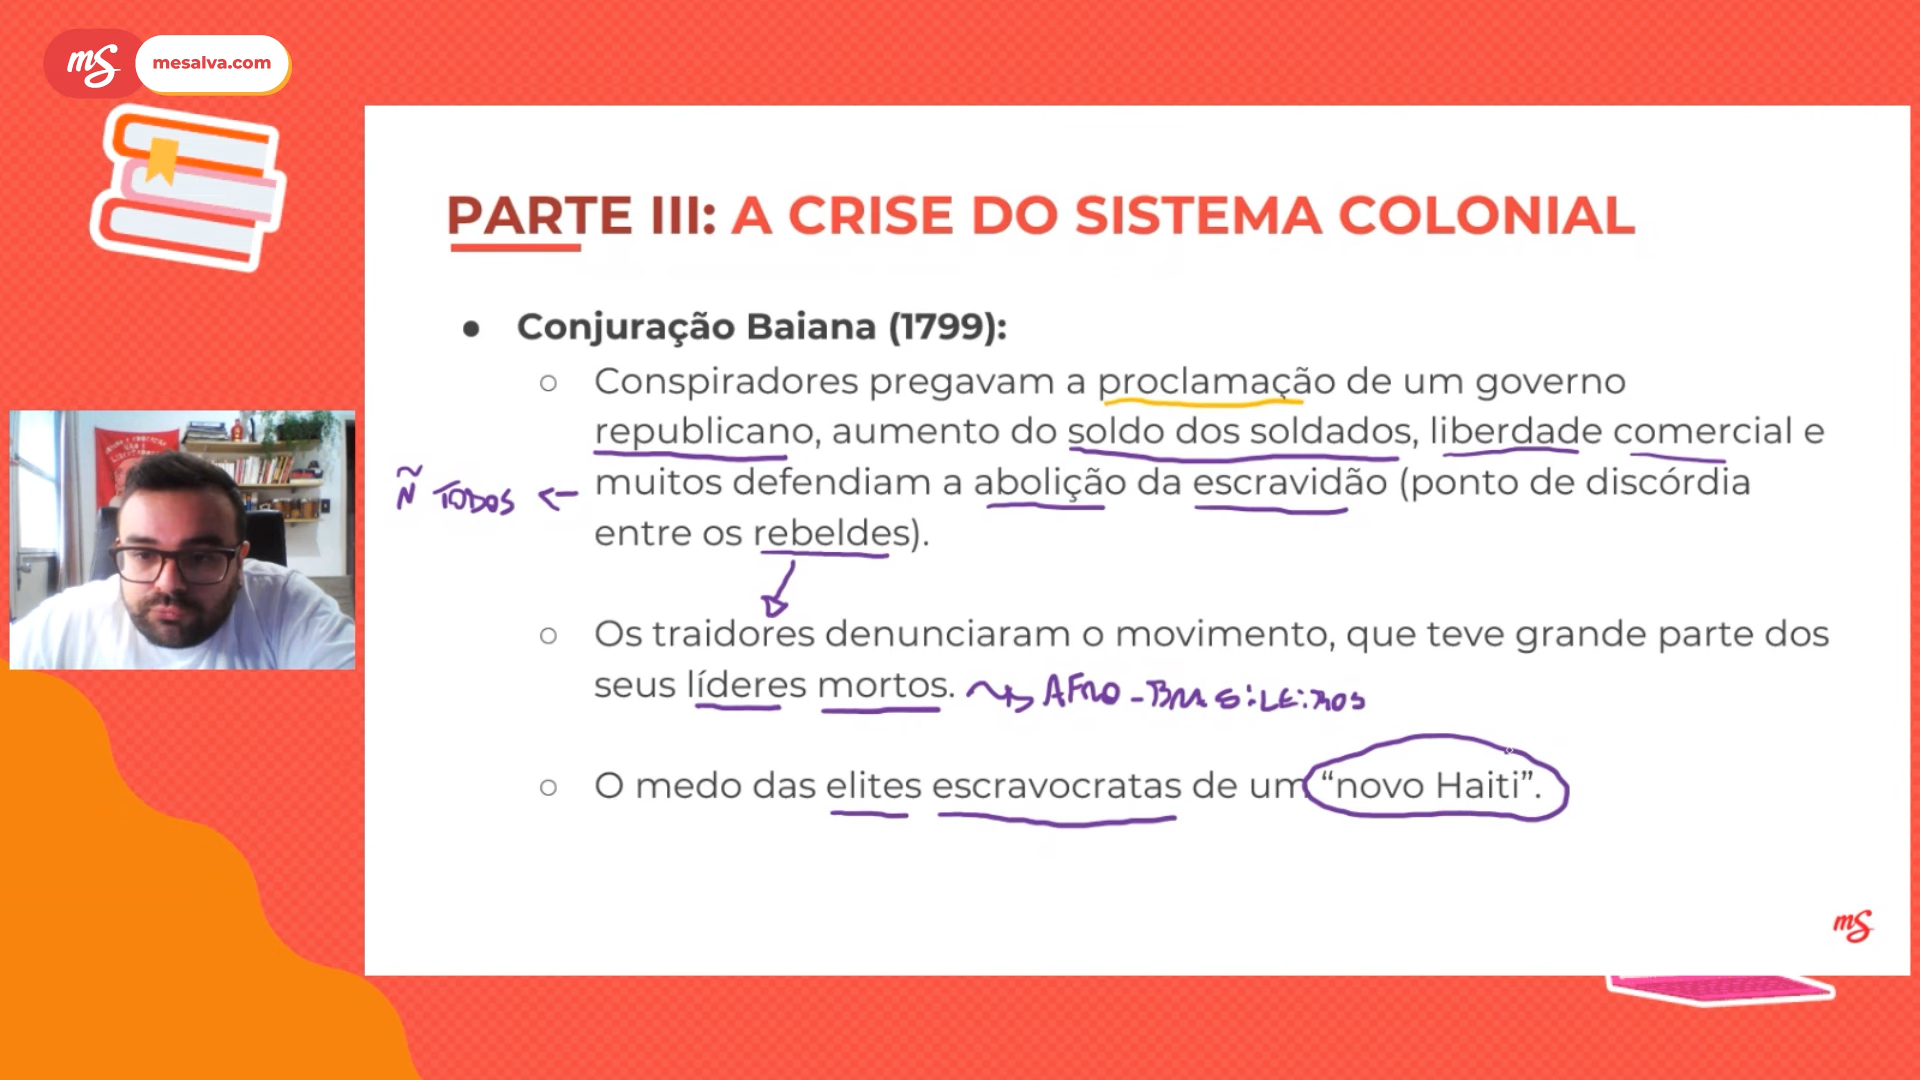 mS mesalva.com
PARTE III: A CRISE DO SISTEMA COLONIAL
● Conjuração Baiana (1799):
○ Conspiradores pregavam a proclamação de um governo
republicano, aumento do soldo dos soldados, liberdade comercial e
Ñ TODOS ← muitos defendiam a abolição da escravidão (ponto de discórdia
entre os rebeldes).
○ Os traidores denunciaram o movimento, que teve grande parte dos
seus líderes mortos. AFRO-BRASiLEiROS
○ O medo das elites escravocratas de um “novo Haiti”.
mS